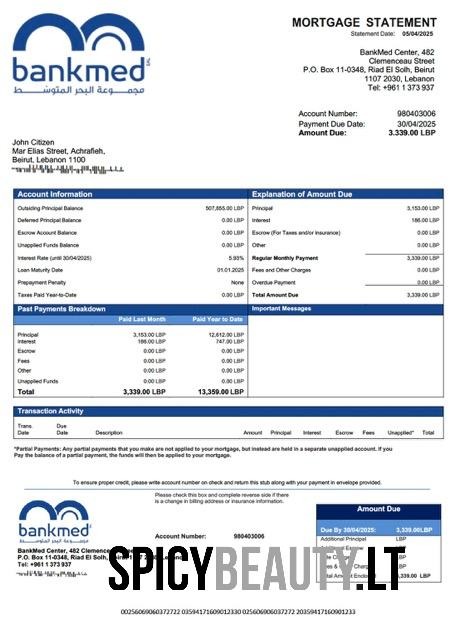 bankmed
مجموعة البحر المتوسط
MORTGAGE STATEMENT
Statement Date: 05/04/2025
BankMed Center, 482
Clemenceau Street
P.O. Box 11-0348, Riad El Solh, Beirut
1107 2030, Lebanon
Tel: +961 1 373 937
Account Number: 980403006
Payment Due Date: 30/04/2025
Amount Due: 3.339.00 LBP
John Citizen
Mar Elias Street, Achrafieh,
Beirut, Lebanon 1100
Account Information
Outsiding Principal Balance 507,855.00 LBP
Deferred Principal Balance 0.00 LBP
Escrow Account Balance 0.00 LBP
Unapplied Funds Balance 0.00 LBP
Interest Rate (until 30/04/2025) 5.93%
Loan Maturity Date 01.01.2025
Prepayment Penalty None
Taxes Paid Year-to-Date 0.00 LBP
Explanation of Amount Due
Principal 3,153.00 LBP
Interest 186.00 LBP
Escrow (For Taxes and/or Insurance) 0.00 LBP
Other 0.00 LBP
Regular Monthly Payment 3,339.00 LBP
Fees and Other Charges 0.00 LBP
Overdue Payment 0.00 LBP
Total Amount Due 3,339.00 LBP
Past Payments Breakdown
Paid Last Month Paid Year to Date
Principal 3,153.00 LBP 12,612.00 LBP
Interest 186.00 LBP 747.00 LBP
Escrow 0.00 LBP 0.00 LBP
Fees 0.00 LBP 0.00 LBP
Other 0.00 LBP 0.00 LBP
Unapplied Funds 0.00 LBP 0.00 LBP
Total 3,339.00 LBP 13,359.00 LBP
Important Messages
Transaction Activity
Trans. Date Due Date Description Amount Principal Interest Escrow Fees Unapplied* Total
*Partial Payments: Any partial payments that you make are not applied to your mortgage, but instead are held in a separate unapplied account. If you
Pay the balance of a partial payment, the funds will then be applied to your mortgage.
To ensure proper credit, please write account number on check and return this stub along with your payment in envelope provided.
Please check this box and complete reverse side if there
is a change in billing address or insurance information.
bankmed
مجموعة البحر المتوسط
BankMed Center, 482 Clemenc
P.O. Box 11-0348, Riad El Solh,
Tel: +961 1 373 937
Account Number: 980403006
Amount Due
Due By 30/04/2025: 3,339.00LBP
Additional Principal LBP
LBP
LBP
LBP
Total Amount Enclosed 3,339.00 LBP
SPICYBEAUTY.LT
00256069060372722 03594171609012330 0256069060372722 20359417160901233